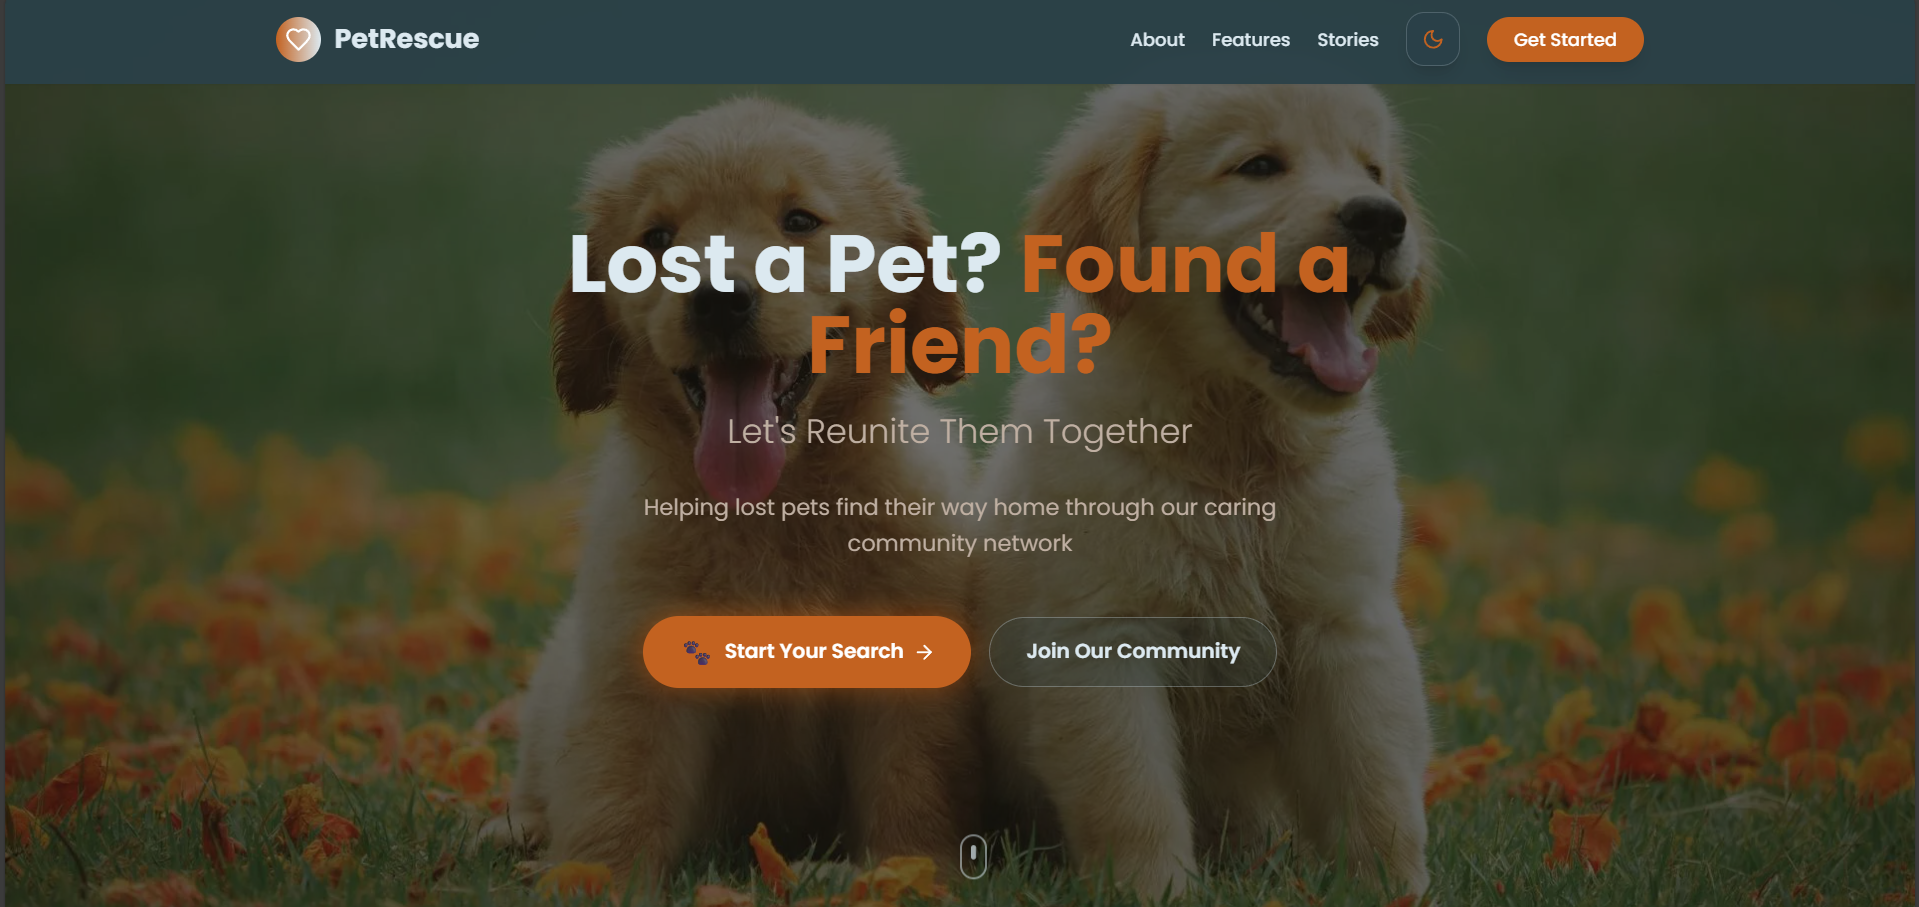 PetRescue
About
Features
Stories
Get Started
Lost a Pet? Found a
Friend?
Let's Reunite Them Together
Helping lost pets find their way home through our caring
community network
Start Your Search →
Join Our Community